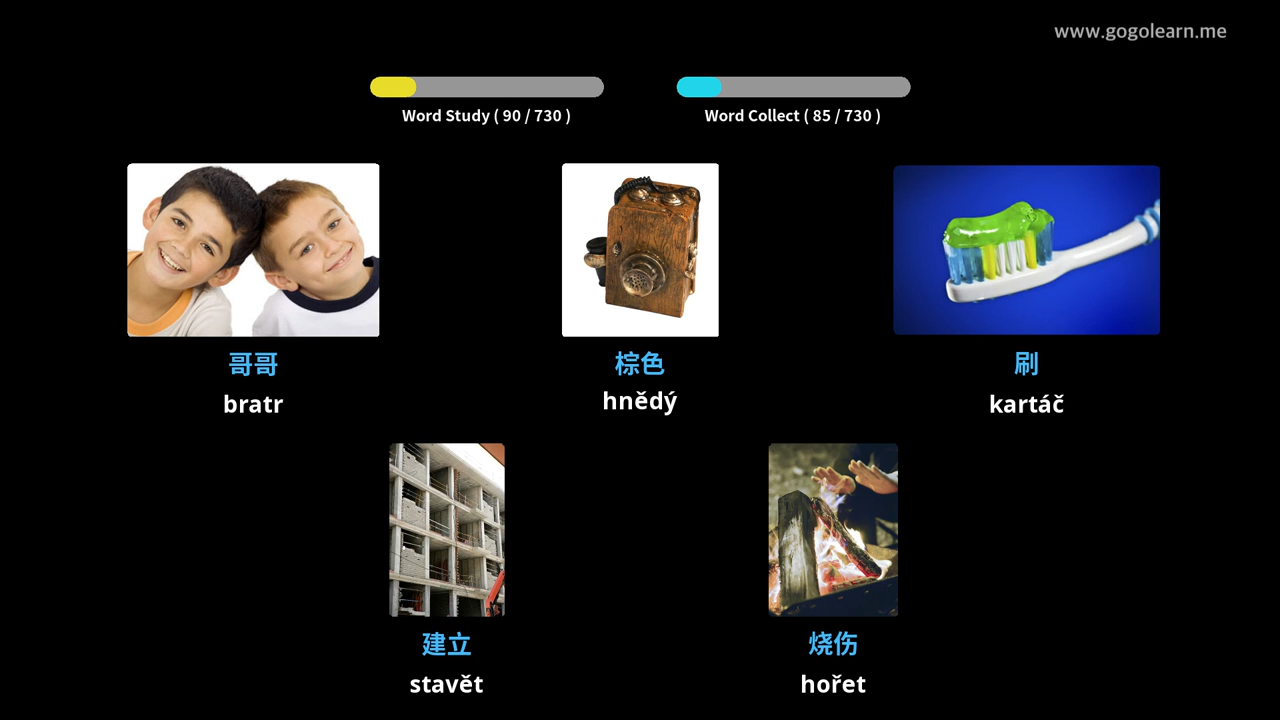 www.gogolearn.me
Word Study ( 90 / 730 )
Word Collect ( 85 / 730 )
哥哥
棕色
刷
bratr
hnědý
kartáč
建立
烧伤
stavět
hořet